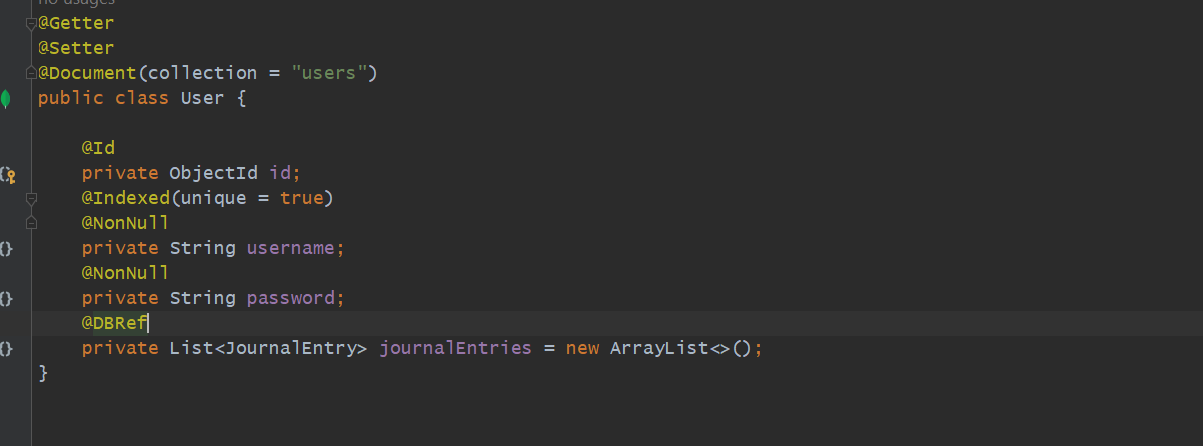 no usages
@Getter
@Setter
@Document(collection = "users")
public class User {
@Id
private ObjectId id;
@Indexed(unique = true)
@NonNull
private String username;
@NonNull
private String password;
@DBRef
private List<JournalEntry> journalEntries = new ArrayList<>();
}